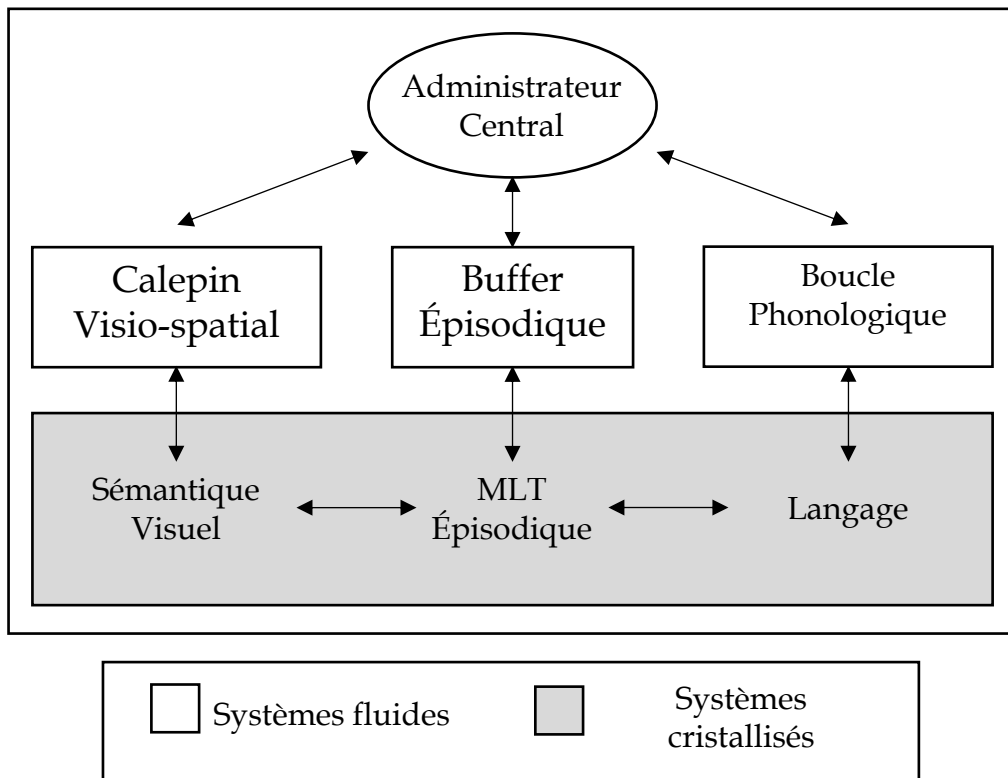 Administrateur
Central
Calepin
Visio-spatial
Buffer
Épisodique
Boucle
Phonologique
Sémantique
Visuel
MLT
Épisodique
Langage
Systèmes fluides
Systèmes
cristallisés